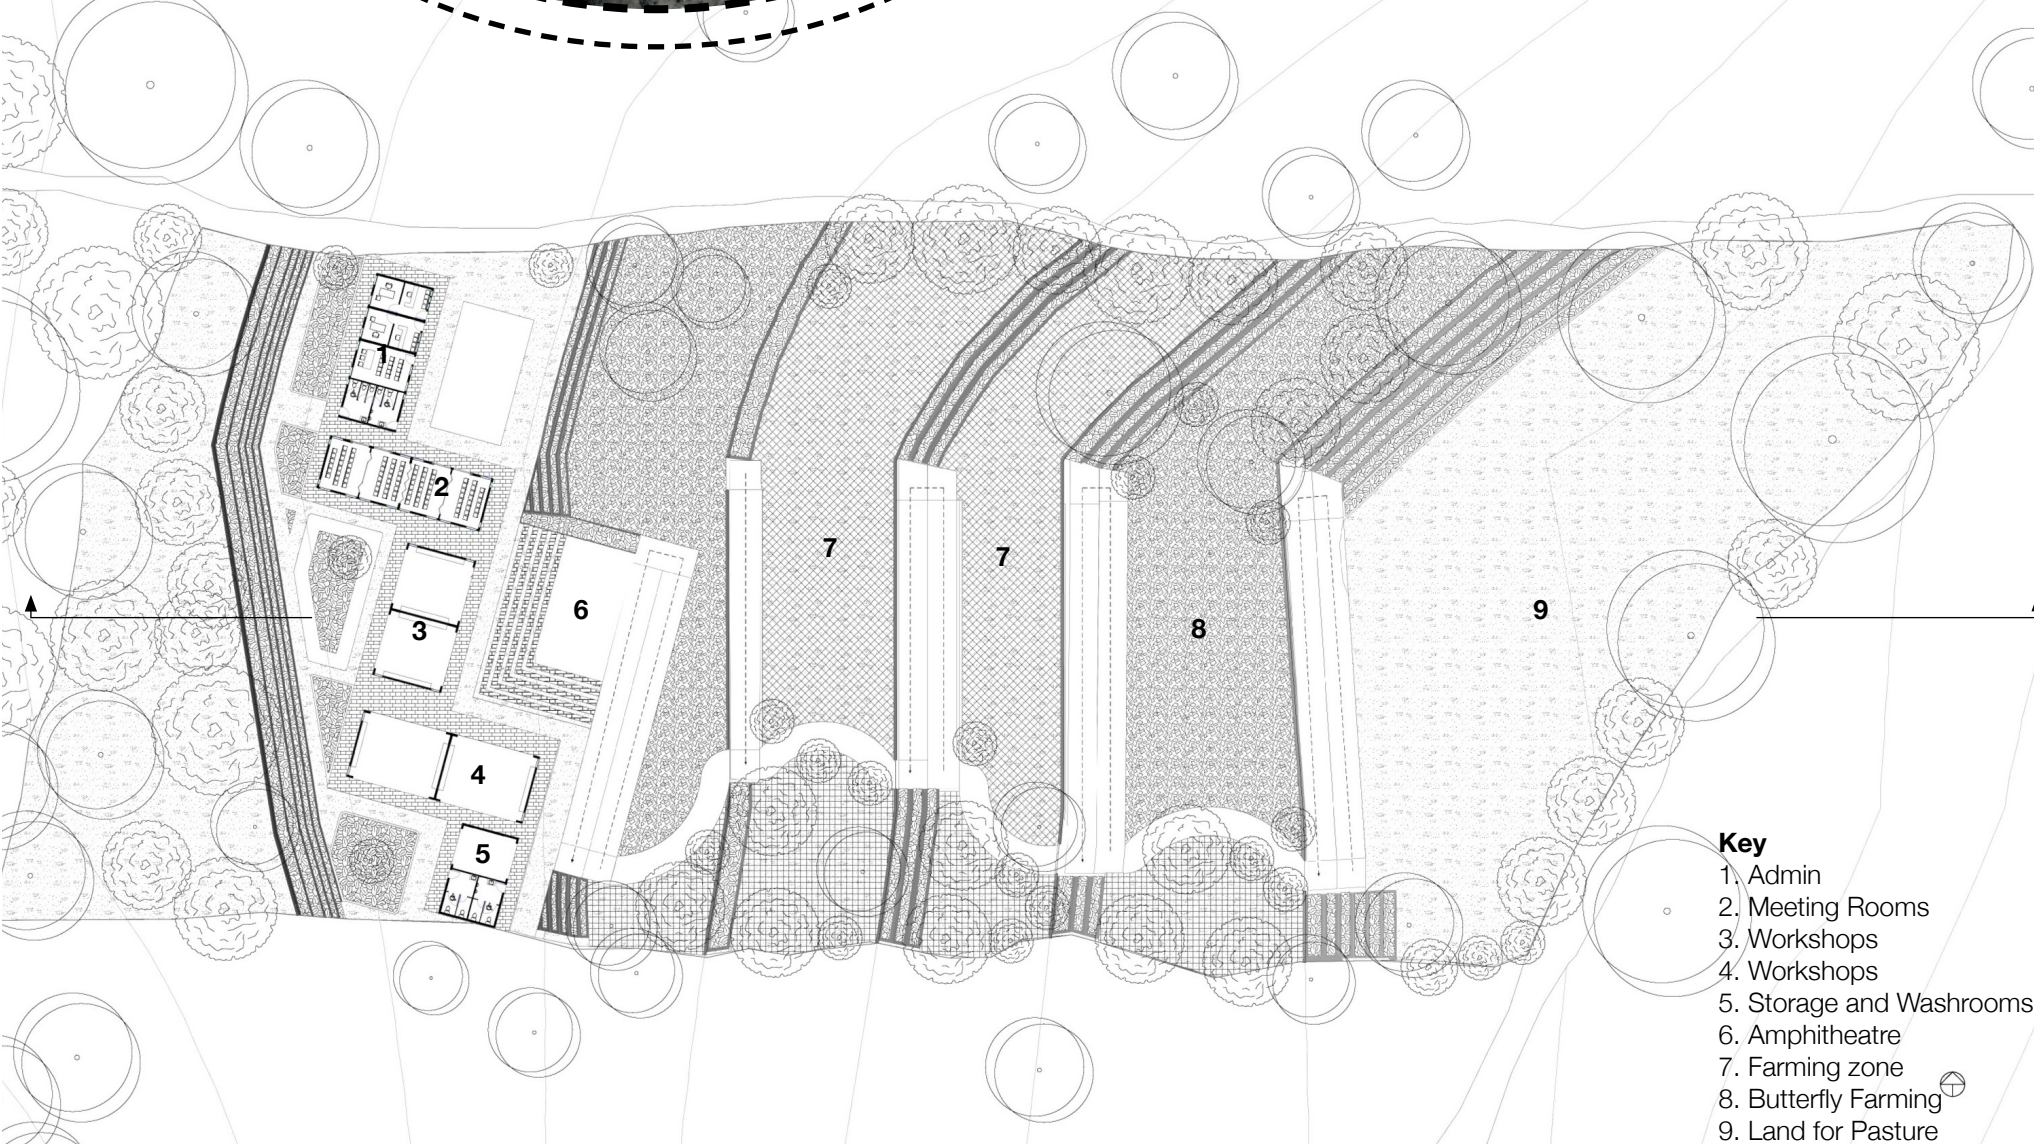 1
2
3
4
5
6
7
7
8
9
Key
1. Admin
2. Meeting Rooms
3. Workshops
4. Workshops
5. Storage and Washrooms
6. Amphitheatre
7. Farming zone
8. Butterfly Farming
9. Land for Pasture